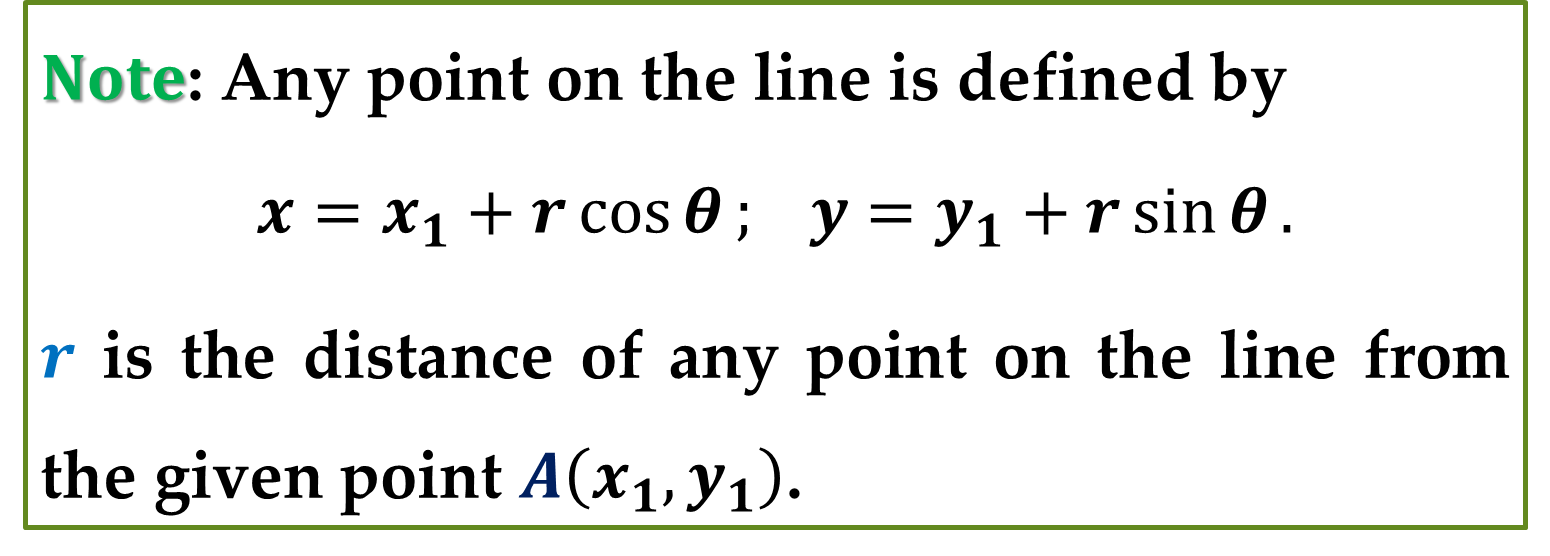 Note: Any point on the line is defined by
x = x₁ + r cos θ ; y = y₁ + r sin θ .
r is the distance of any point on the line from
the given point A(x₁, y₁).